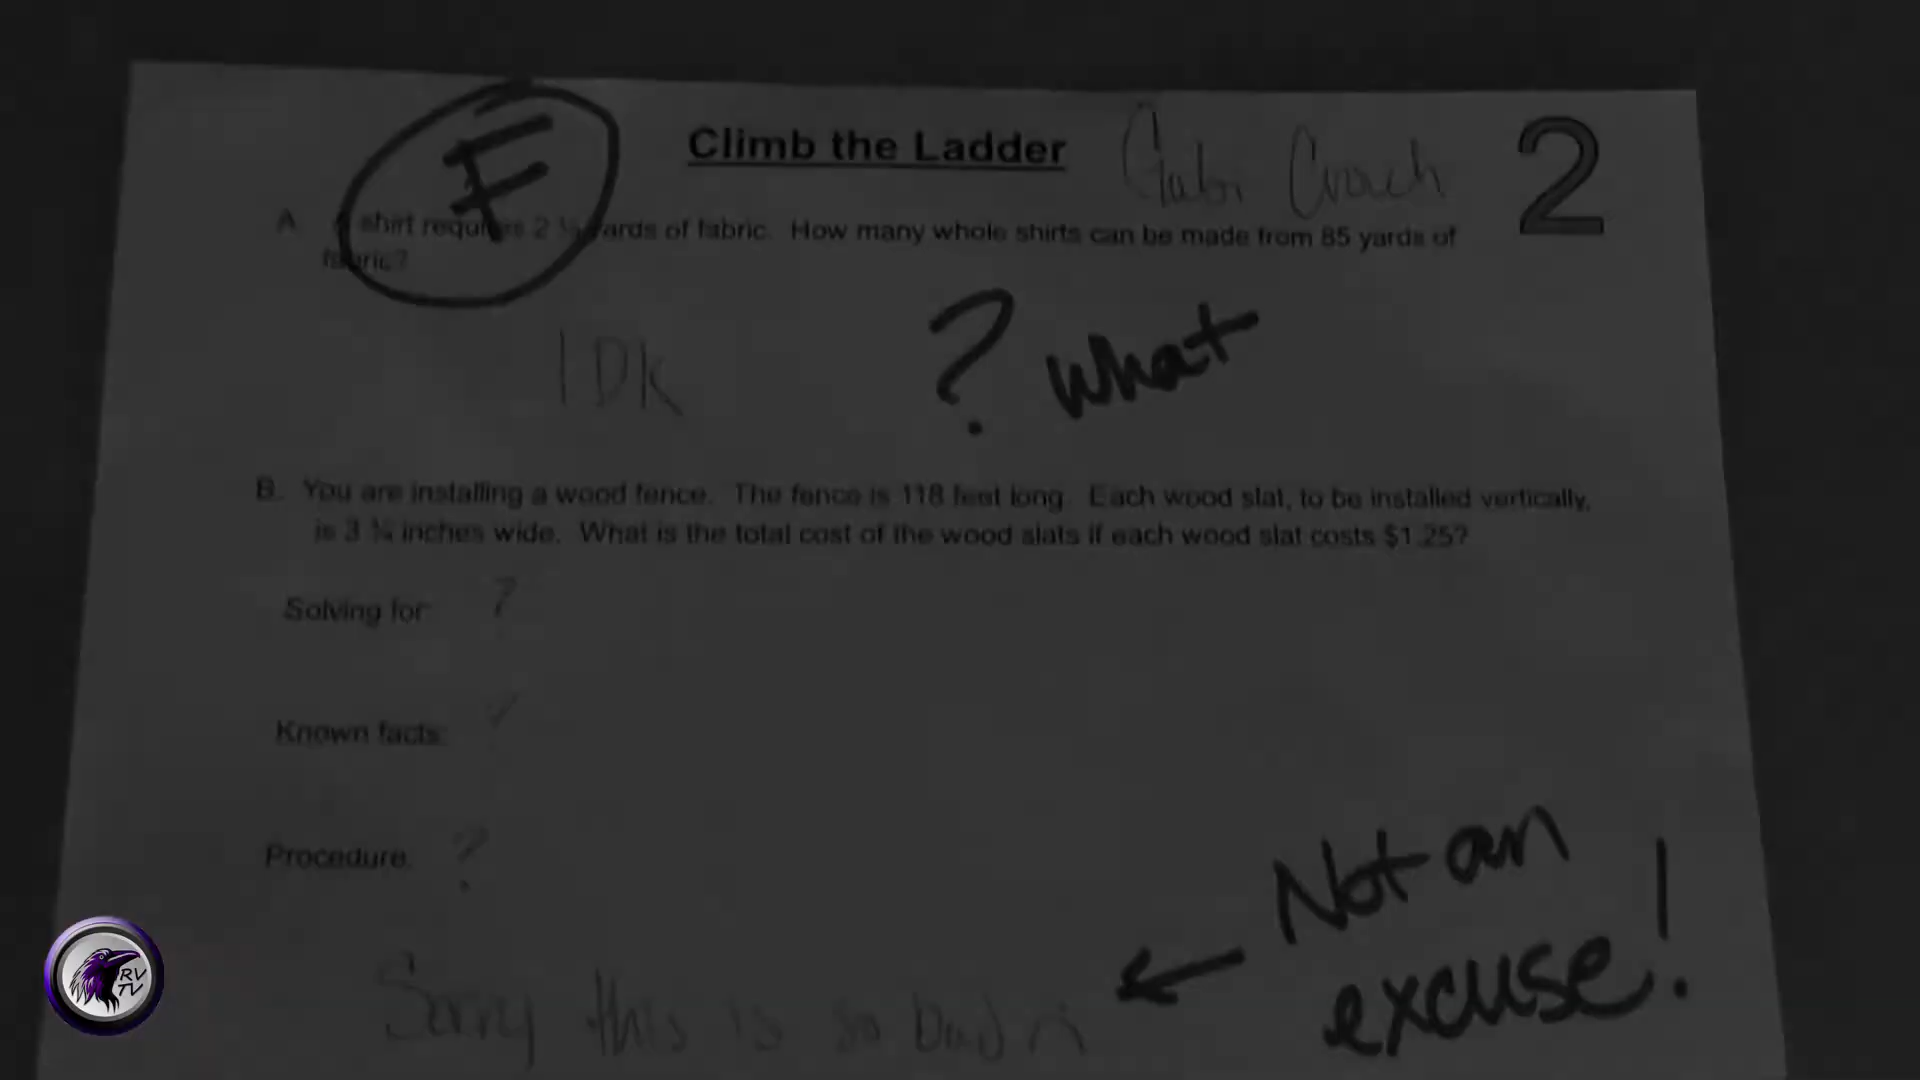 F
Climb the Ladder
Gabi Crouch
2
A. A shirt requires 2 ¼ yards of fabric. How many whole shirts can be made from 85 yards of
fabric?
IDK
? what
B. You are installing a wood fence. The fence is 118 feet long. Each wood slat, to be installed vertically,
is 3 ¾ inches wide. What is the total cost of the wood slats if each wood slat costs $1.25?
Solving for: ?
Known facts: ?
Procedure: ?
Sorry this is so bad :(
← Not an
excuse!
RV
TV